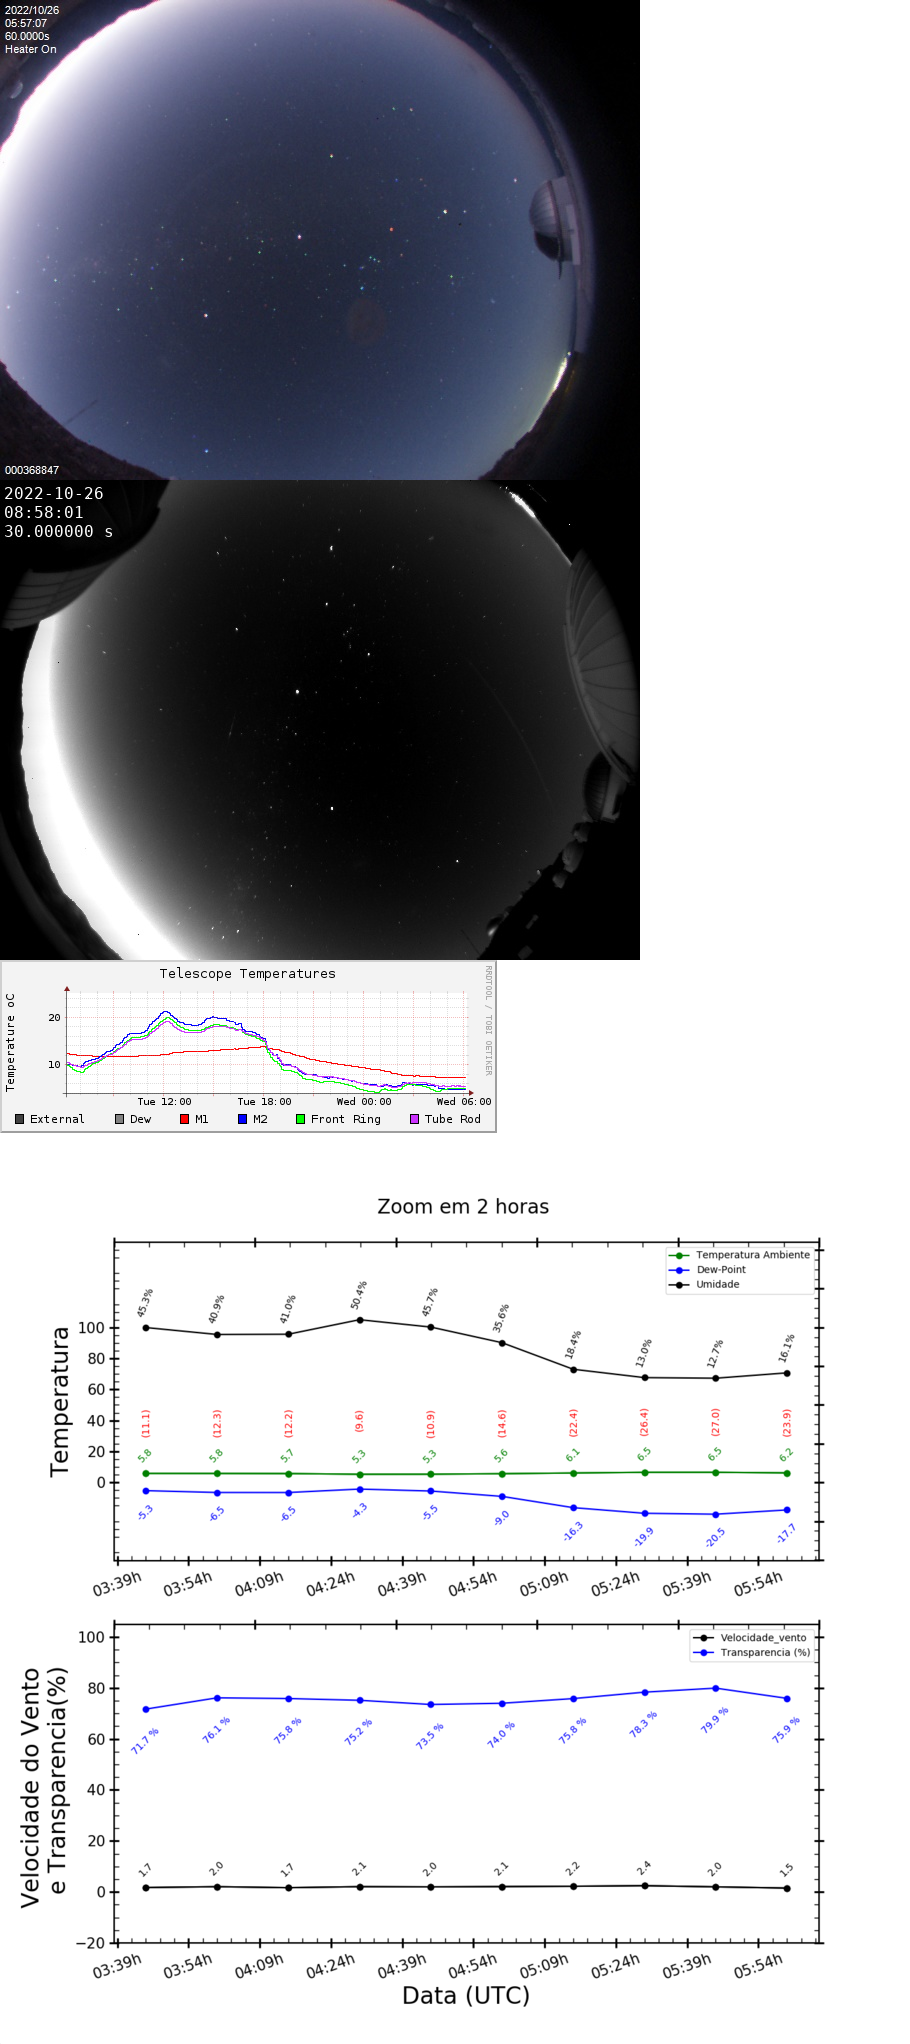 2022/10/26
05:57:07
60.0000s
Heater On
000368847
2022-10-26
08:58:01
30.000000 s
Telescope Temperatures
RRDTOOL / TOBI OETIKER
Temperature oC
20
10
Tue 12:00 Tue 18:00 Wed 00:00 Wed 06:00
External Dew M1 M2 Front Ring Tube Rod
Zoom em 2 horas
Temperatura Ambiente
Dew-Point
Umidade
Temperatura
100
80
60
40
20
0
45.3% 40.9% 41.0% 50.4% 45.7% 35.6% 18.4% 13.0% 12.7% 16.1%
(11.1) (12.3) (12.2) (9.6) (10.9) (14.6) (22.4) (26.4) (27.0) (23.9)
5.8 5.8 5.7 5.3 5.3 5.6 6.1 6.5 6.5 6.2
-5.3 -6.5 -6.5 -4.3 -5.5 -9.0 -16.3 -19.9 -20.5 -17.7
03:39h 03:54h 04:09h 04:24h 04:39h 04:54h 05:09h 05:24h 05:39h 05:54h
Velocidade_vento
Transparencia (%)
Velocidade do Vento
e Transparencia(%)
100
80
60
40
20
0
−20
71.7 % 76.1 % 75.8 % 75.2 % 73.5 % 74.0 % 75.8 % 78.3 % 79.9 % 75.9 %
1.7 2.0 1.7 2.1 2.0 2.1 2.2 2.4 2.0 1.5
03:39h 03:54h 04:09h 04:24h 04:39h 04:54h 05:09h 05:24h 05:39h 05:54h
Data (UTC)